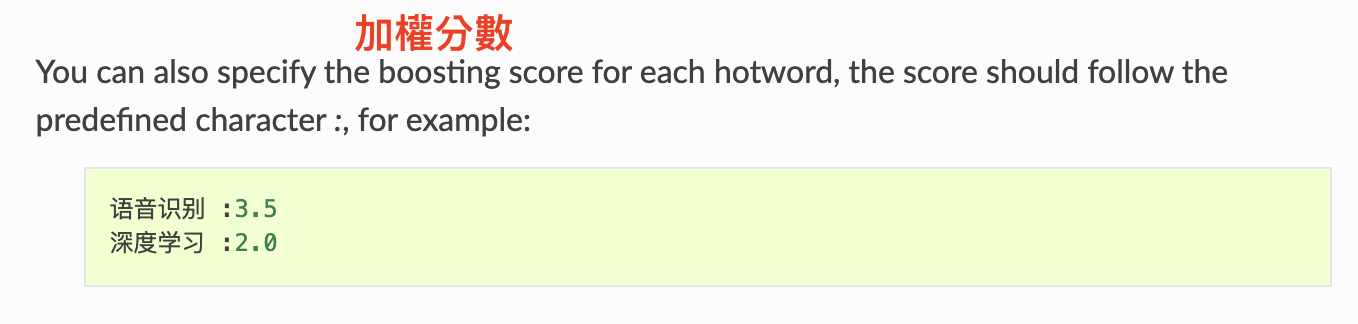 加權分數
You can also specify the boosting score for each hotword, the score should follow the
predefined character :, for example:
语音识别 :3.5
深度学习 :2.0